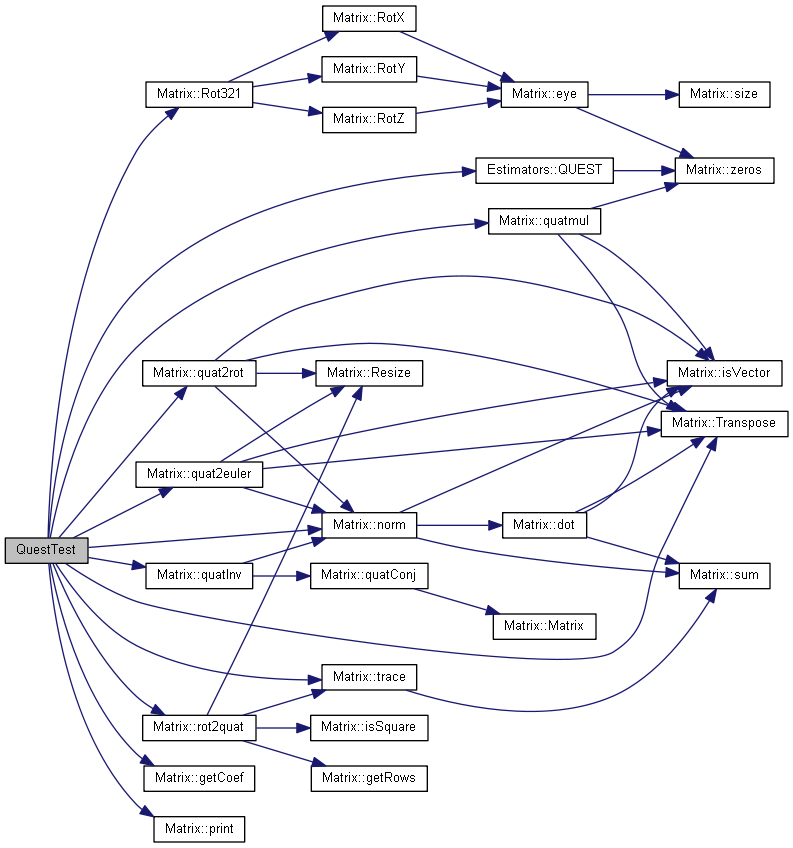 Matrix::RotX
Matrix::RotY
Matrix::Rot321
Matrix::eye
Matrix::size
Matrix::RotZ
Estimators::QUEST
Matrix::zeros
Matrix::quatmul
Matrix::quat2rot
Matrix::Resize
Matrix::isVector
Matrix::Transpose
Matrix::quat2euler
Matrix::norm
Matrix::dot
QuestTest
Matrix::quatInv
Matrix::quatConj
Matrix::sum
Matrix::Matrix
Matrix::trace
Matrix::rot2quat
Matrix::isSquare
Matrix::getCoef
Matrix::getRows
Matrix::print